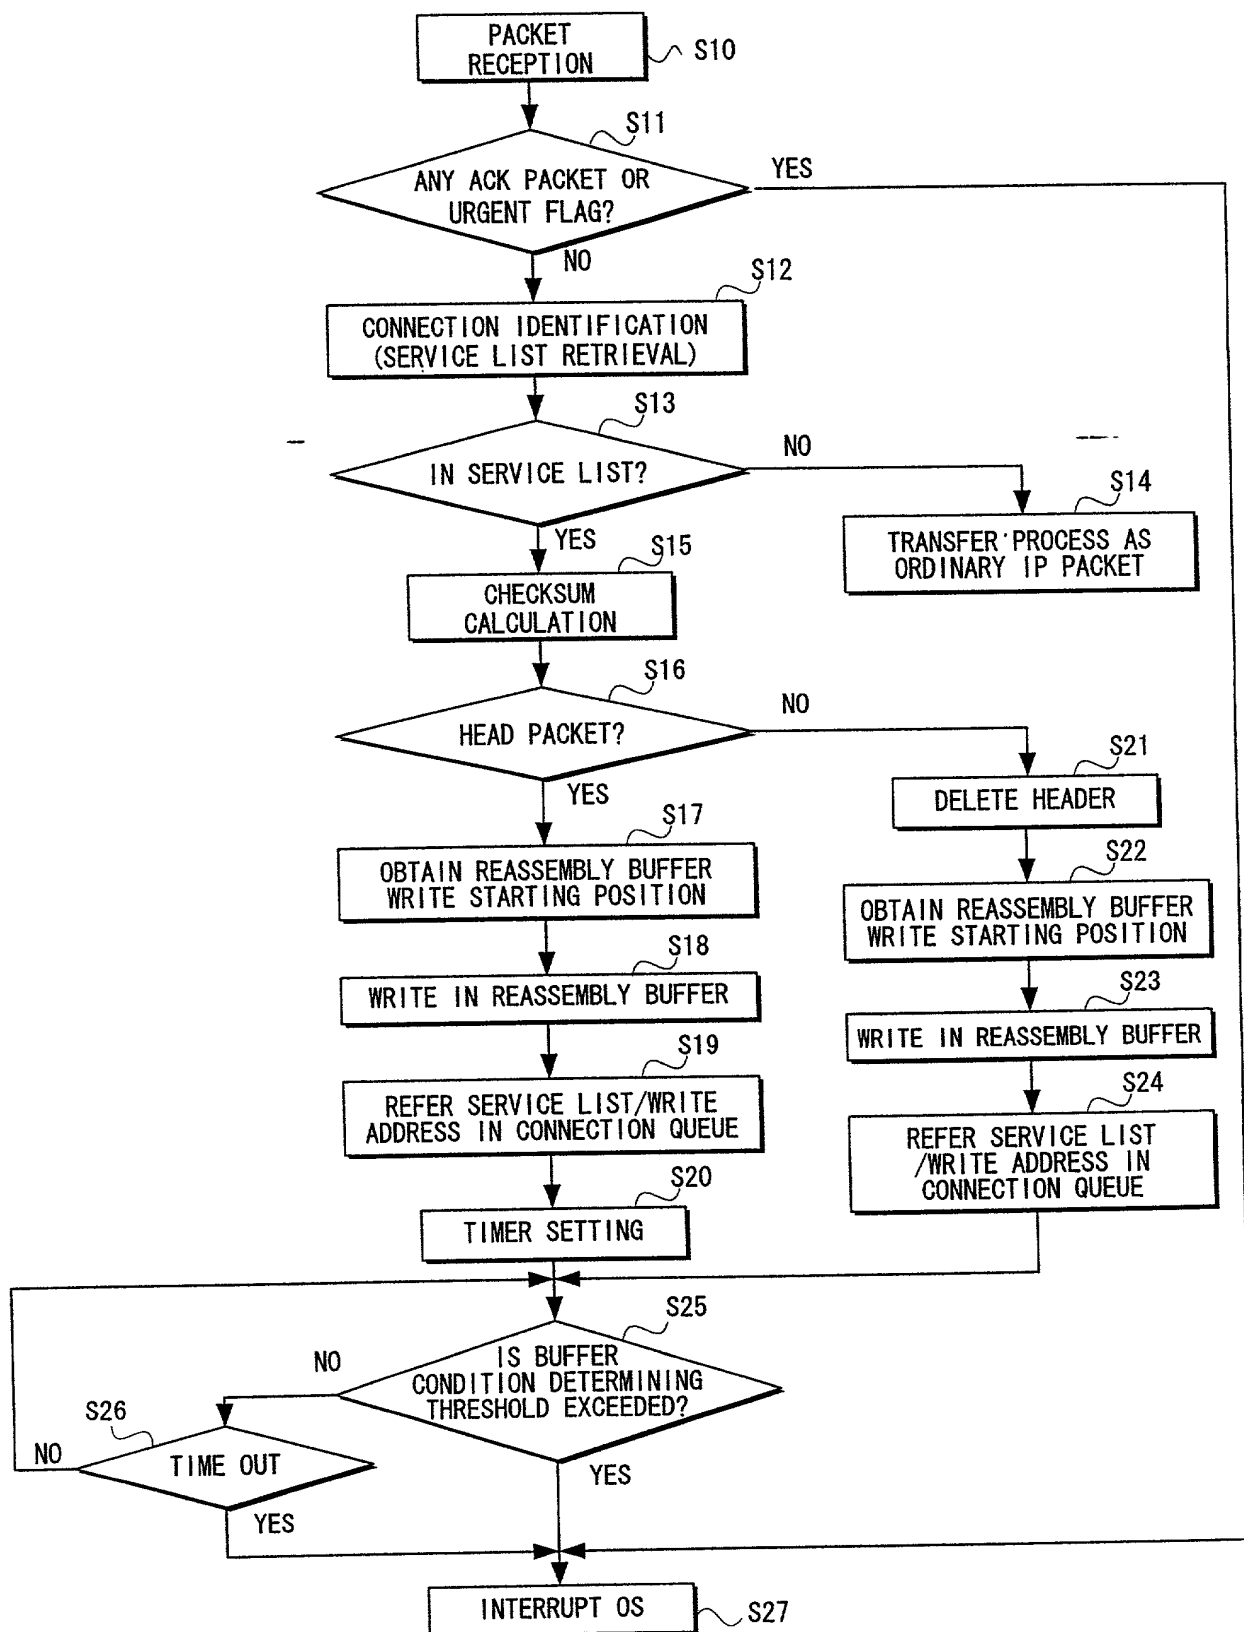 PACKET
RECEPTION
S10
S11
ANY ACK PACKET OR
URGENT FLAG?
YES
NO
S12
CONNECTION IDENTIFICATION
(SERVICE LIST RETRIEVAL)
S13
IN SERVICE LIST?
NO
YES
S14
TRANSFER PROCESS AS
ORDINARY IP PACKET
S15
CHECKSUM
CALCULATION
S16
HEAD PACKET?
NO
YES
S21
DELETE HEADER
S17
OBTAIN REASSEMBLY BUFFER
WRITE STARTING POSITION
S22
OBTAIN REASSEMBLY BUFFER
WRITE STARTING POSITION
S18
WRITE IN REASSEMBLY BUFFER
S23
WRITE IN REASSEMBLY BUFFER
S19
REFER SERVICE LIST/WRITE
ADDRESS IN CONNECTION QUEUE
S24
REFER SERVICE LIST
/WRITE ADDRESS IN
CONNECTION QUEUE
S20
TIMER SETTING
S25
IS BUFFER
CONDITION DETERMINING
THRESHOLD EXCEEDED?
NO
YES
S26
TIME OUT
NO
YES
INTERRUPT OS
S27